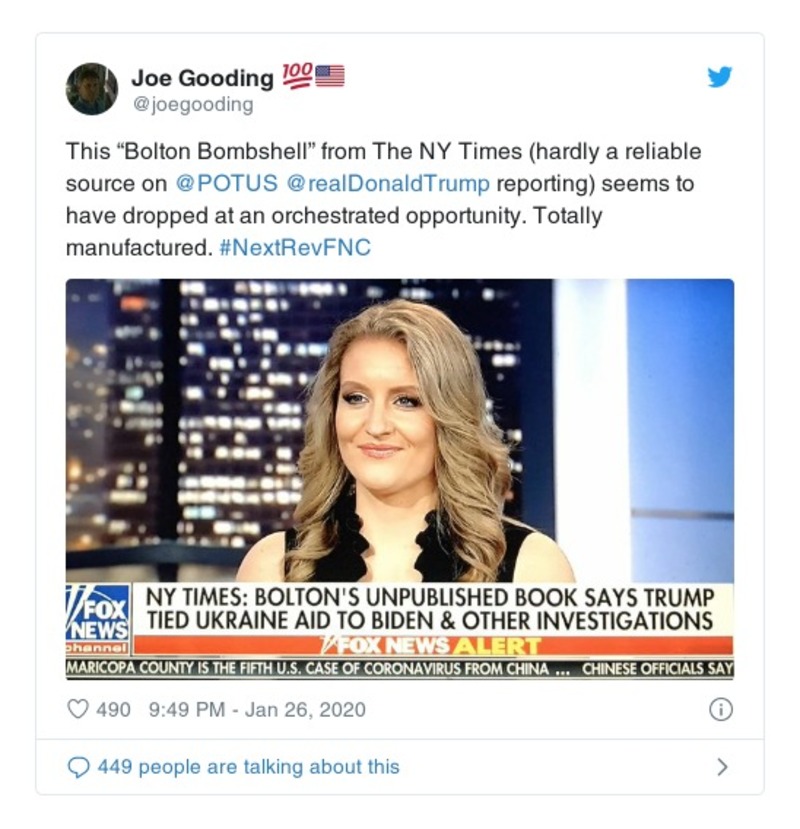 Joe Gooding 💯🇺🇸
@joegooding
This “Bolton Bombshell” from The NY Times (hardly a reliable
source on @POTUS @realDonaldTrump reporting) seems to
have dropped at an orchestrated opportunity. Totally
manufactured. #NextRevFNC
FOX
NEWS
channel
NY TIMES: BOLTON'S UNPUBLISHED BOOK SAYS TRUMP
TIED UKRAINE AID TO BIDEN & OTHER INVESTIGATIONS
FOX NEWS ALERT
MARICOPA COUNTY IS THE FIFTH U.S. CASE OF CORONAVIRUS FROM CHINA ... CHINESE OFFICIALS SAY
490 9:49 PM - Jan 26, 2020
449 people are talking about this